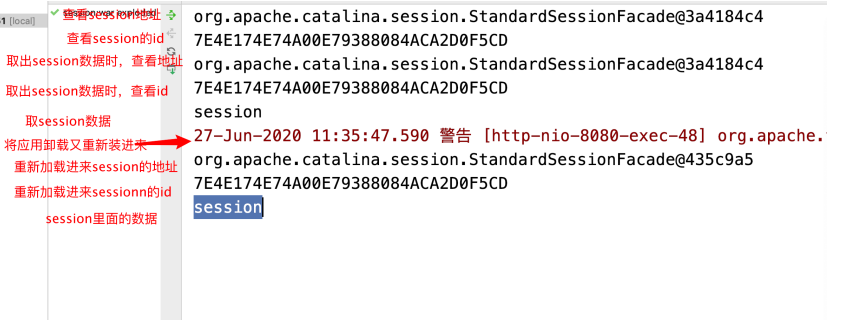 查看session地址
org.apache.catalina.session.StandardSessionFacade@3a4184c4
[local]
查看session的id
7E4E174E74A00E79388084ACA2D0F5CD
取出session数据时，查看地址
org.apache.catalina.session.StandardSessionFacade@3a4184c4
取出session数据时，查看id
7E4E174E74A00E79388084ACA2D0F5CD
取session数据
session
将应用卸载又重新装进来
27-Jun-2020 11:35:47.590 警告 [http-nio-8080-exec-48] org.apache.
重新加载进来session的地址
org.apache.catalina.session.StandardSessionFacade@435c9a5
重新加载进来sessionn的id
7E4E174E74A00E79388084ACA2D0F5CD
session里面的数据
session